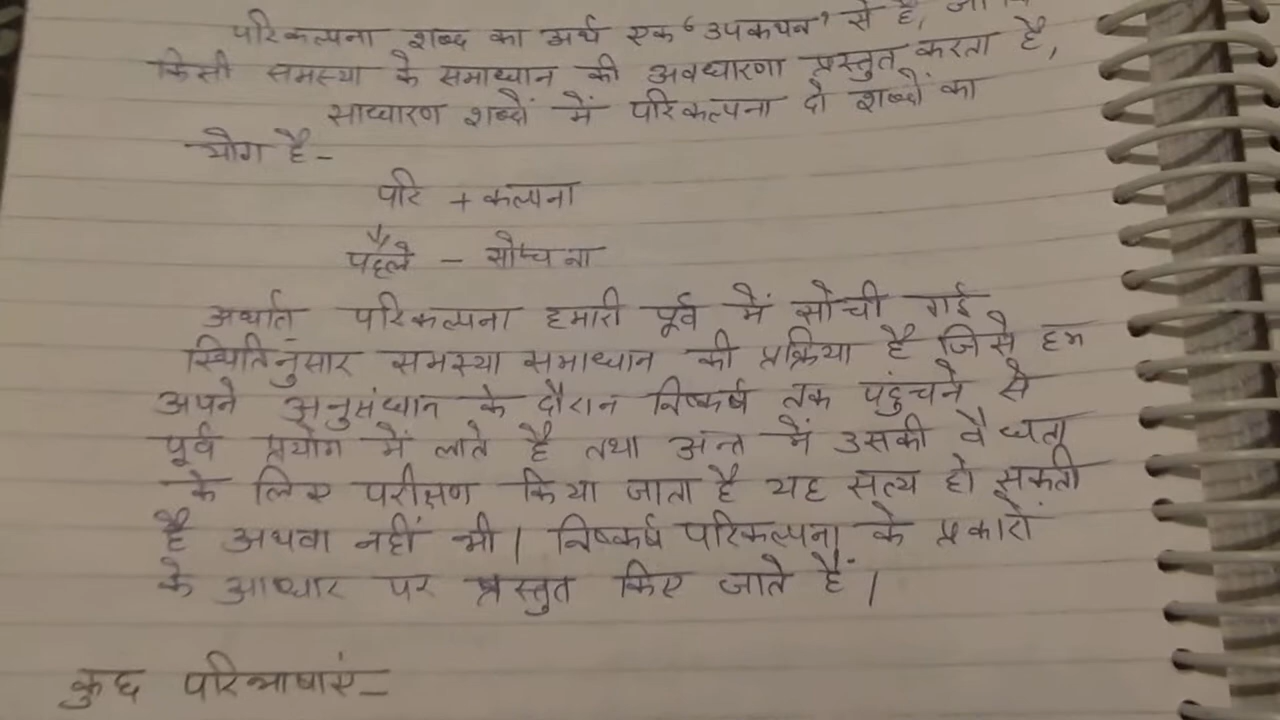 परिकल्पना शब्द का अर्थ एक 'उपकथन' से है,
किसी समस्या के समाधान की अवधारणा प्रस्तुत करता है,
साधारण शब्दों में परिकल्पना दो शब्दों का
योग है-
परि + कल्पना
पहले - सोचना
अर्थात् परिकल्पना हमारी पूर्व में सोची गई
स्थितिनुसार समस्या समाधान की प्रक्रिया है जिसे हम
अपने अनुसंधान के दौरान निष्कर्ष तक पहुंचने से
पूर्व प्रयोग में लाते है तथा अन्त में उसकी वैधता
के लिए परीक्षण किया जाता है यह सत्य हो सकती
है अथवा नहीं भी। निष्कर्ष परिकल्पना के प्रकारों
के आधार पर प्रस्तुत किए जाते हैं।
कुछ परिभाषाएं-